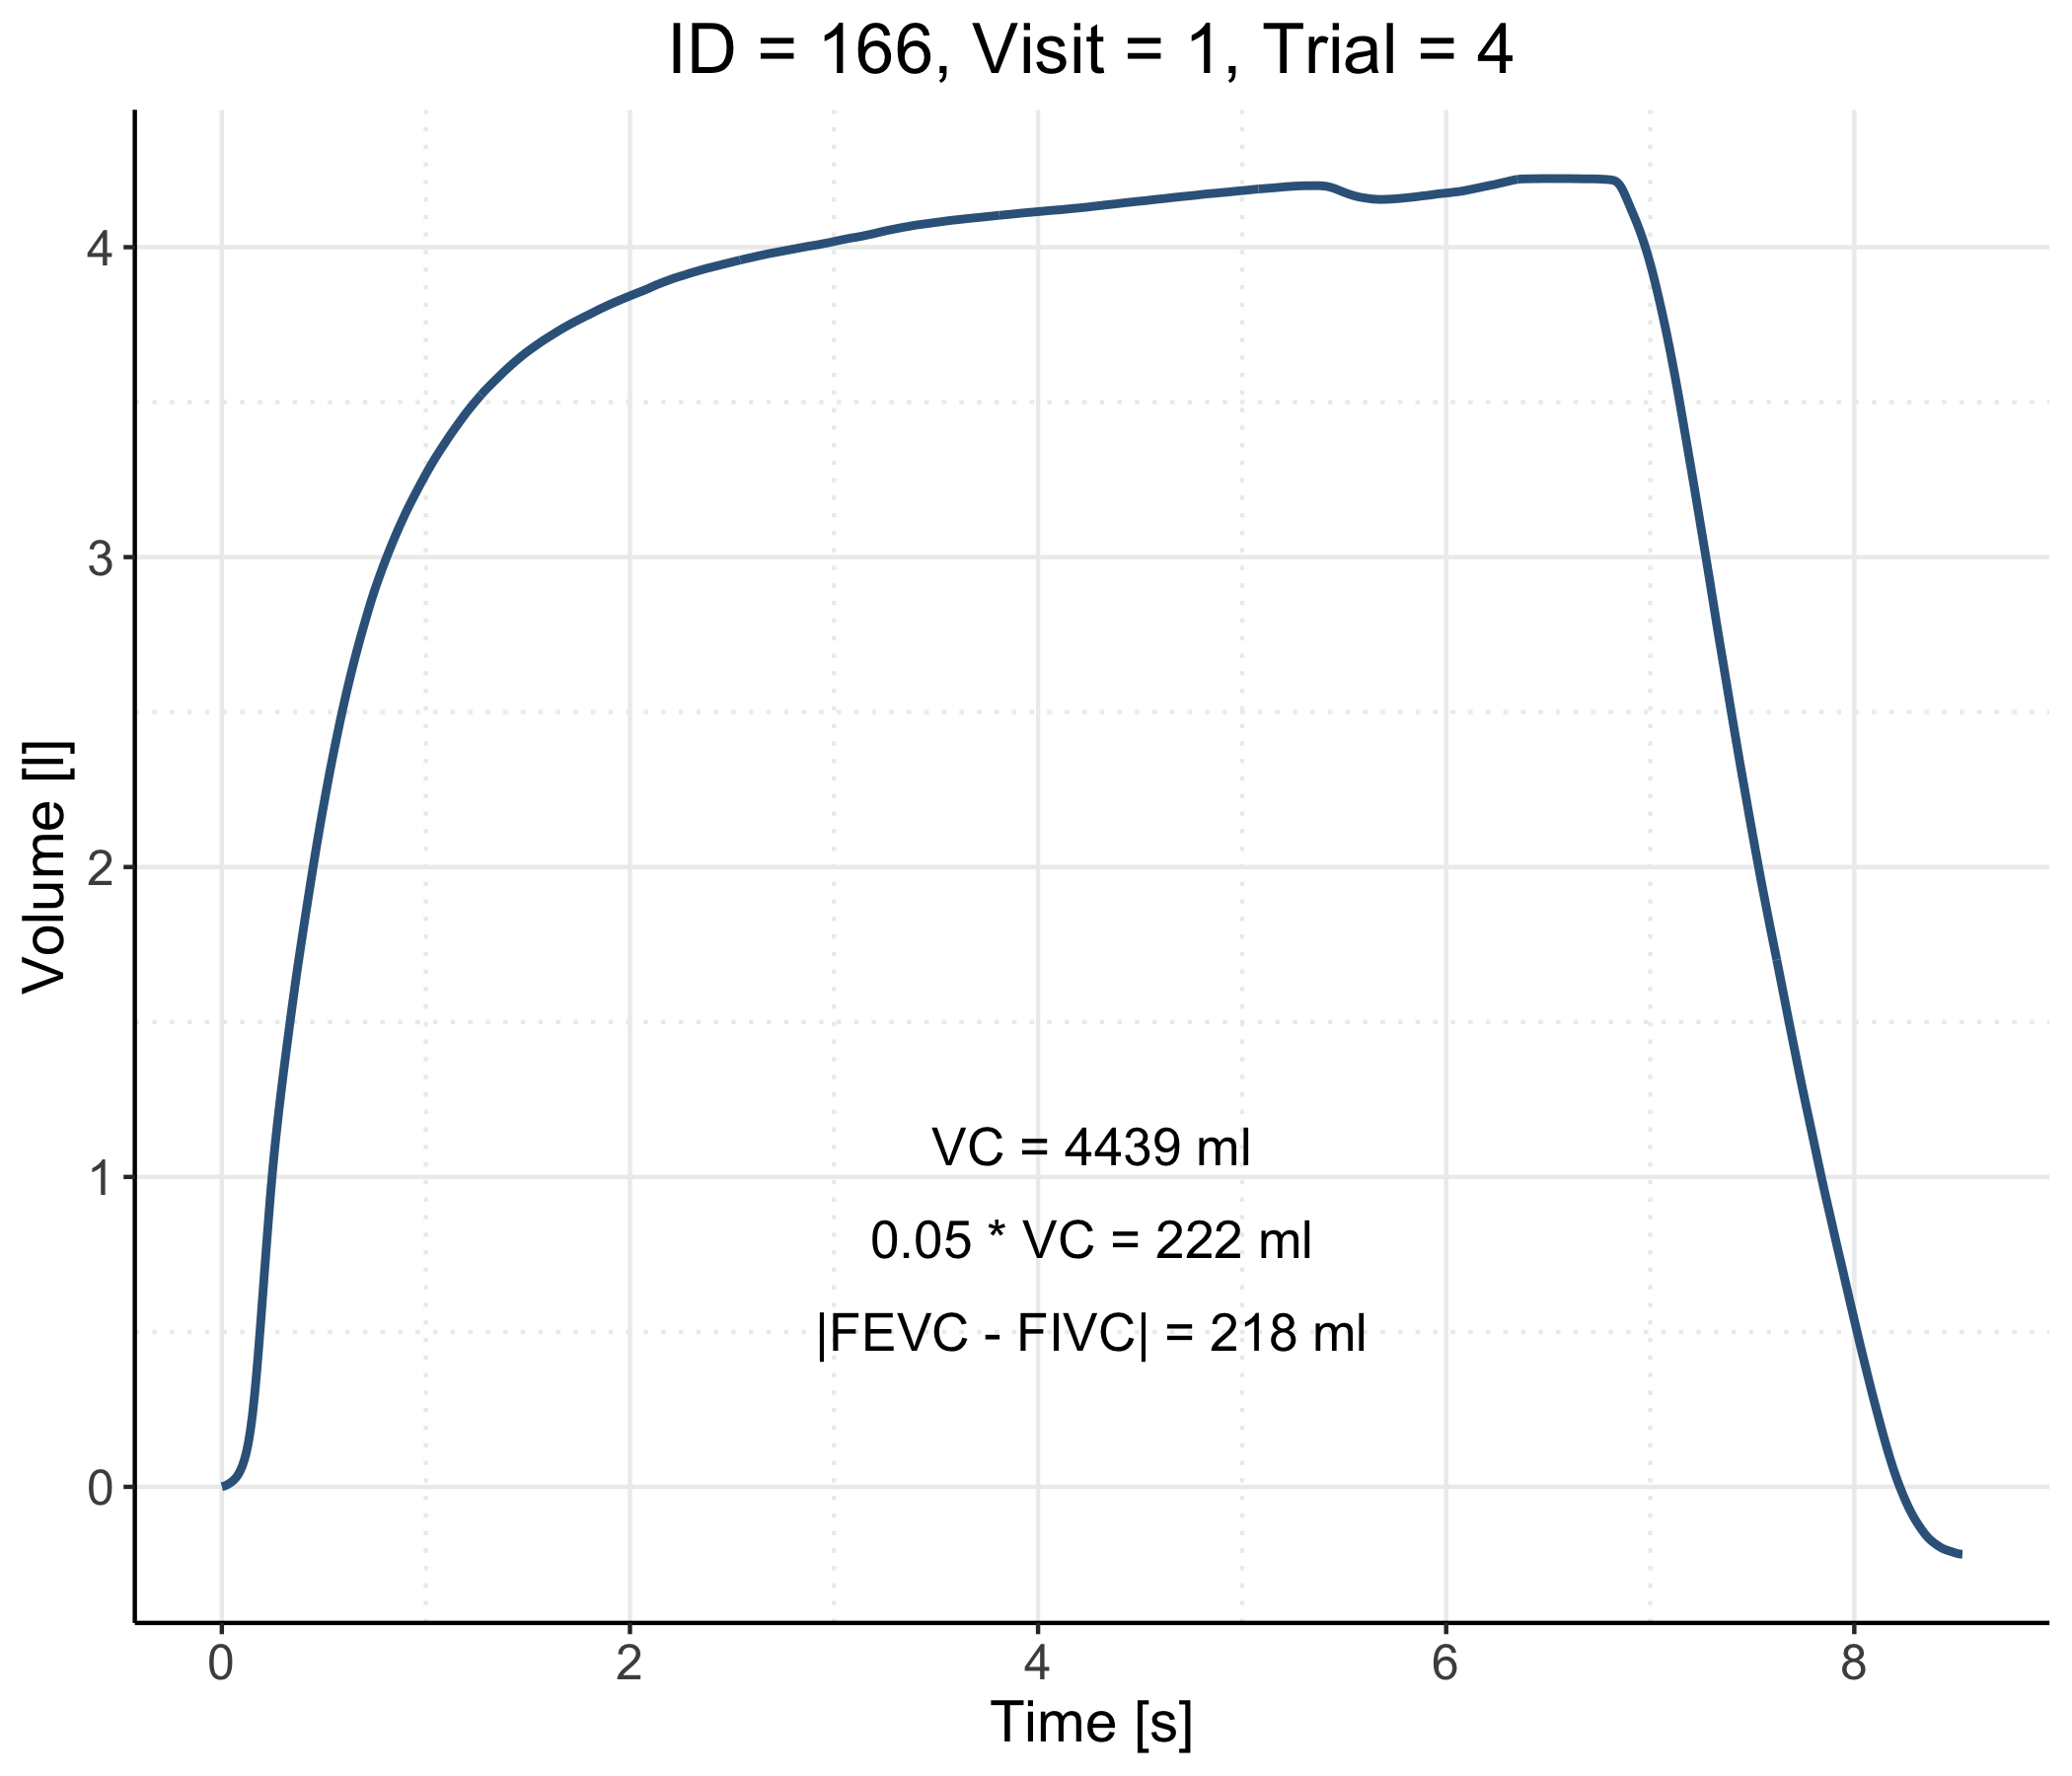 ID = 166, Visit = 1, Trial = 4
Volume [l]
4
3
2
1
0
VC = 4439 ml
0.05 * VC = 222 ml
|FEVC - FIVC| = 218 ml
0 2 4 6 8
Time [s]